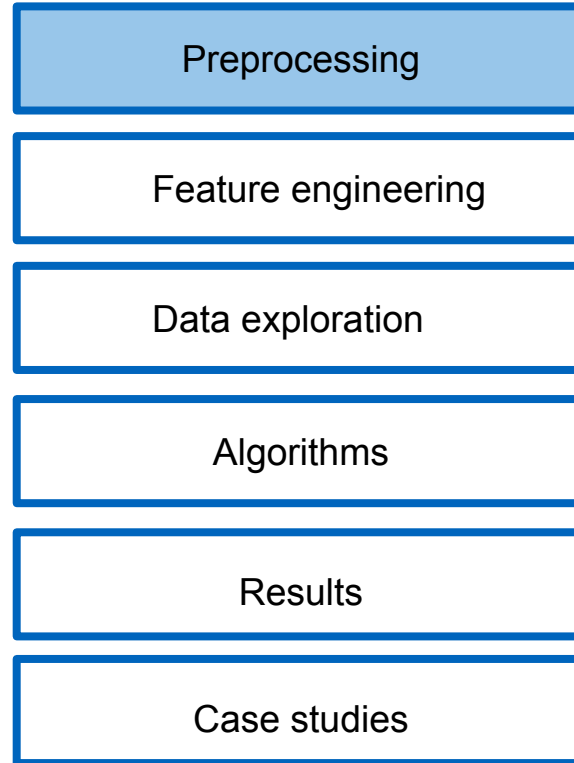 Preprocessing
Feature engineering
Data exploration
Algorithms
Results
Case studies